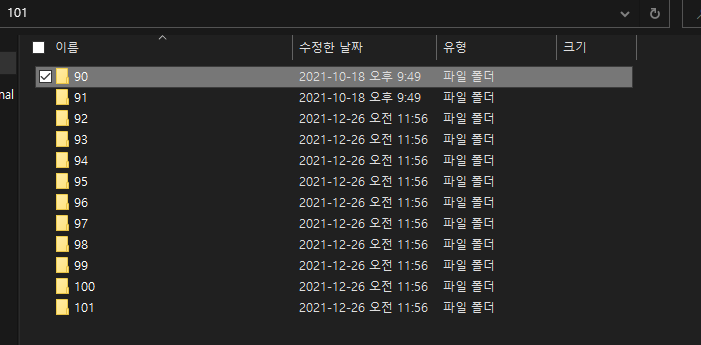 101
이름 수정한 날짜 유형 크기
90 2021-10-18 오후 9:49 파일 폴더
nal 91 2021-10-18 오후 9:49 파일 폴더
92 2021-12-26 오전 11:56 파일 폴더
93 2021-12-26 오전 11:56 파일 폴더
94 2021-12-26 오전 11:56 파일 폴더
95 2021-12-26 오전 11:56 파일 폴더
96 2021-12-26 오전 11:56 파일 폴더
97 2021-12-26 오전 11:56 파일 폴더
98 2021-12-26 오전 11:56 파일 폴더
99 2021-12-26 오전 11:56 파일 폴더
100 2021-12-26 오전 11:56 파일 폴더
101 2021-12-26 오전 11:56 파일 폴더